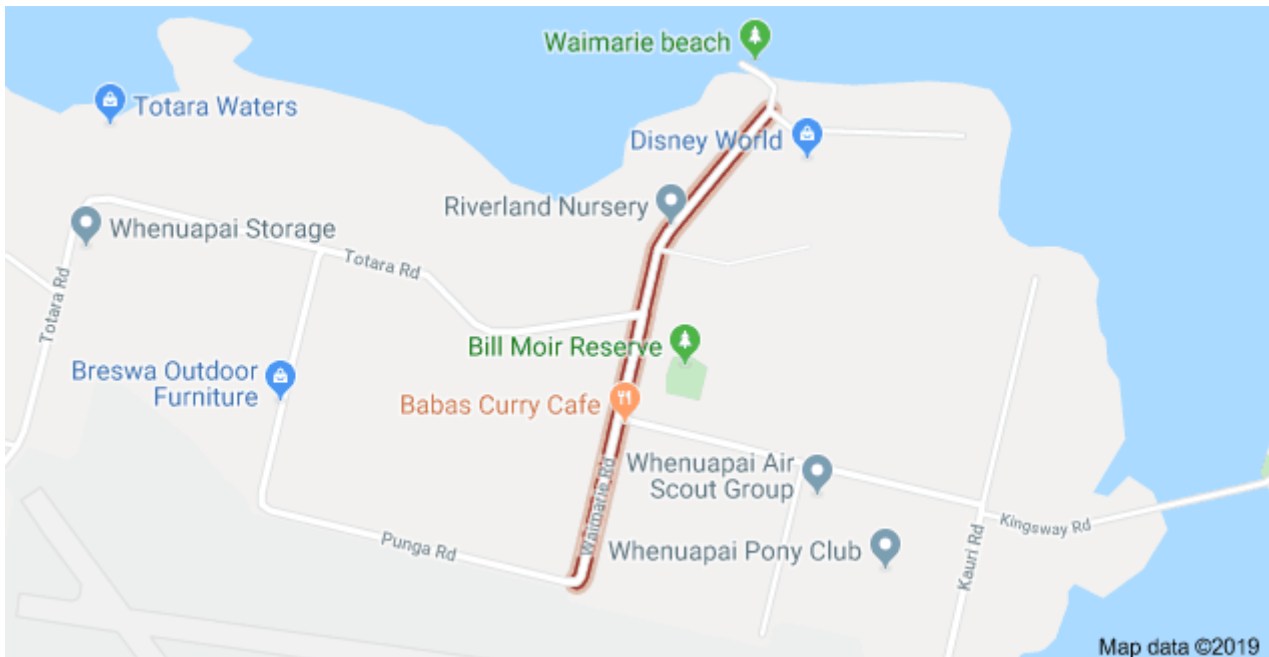 Waimarie beach
Totara Waters
Disney World
Riverland Nursery
Whenuapai Storage
Totara Rd
Totara Rd
Bill Moir Reserve
Breswa Outdoor
Furniture
Babas Curry Cafe
Waimarie Rd
Whenuapai Air
Scout Group
Kingsway Rd
Punga Rd
Whenuapai Pony Club
Kauri Rd
Map data ©2019